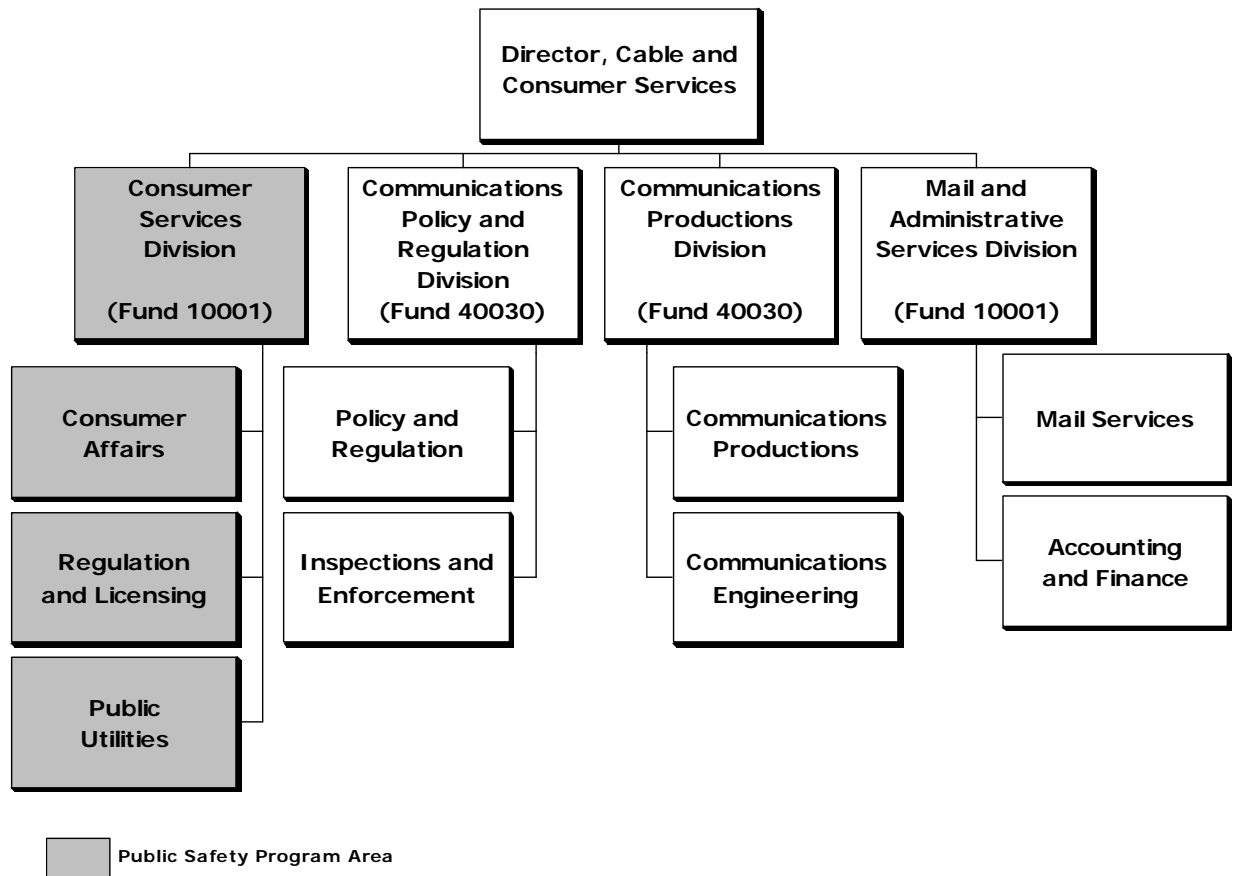 Director, Cable and
Consumer Services
Consumer
Services
Division
(Fund 10001)
Communications
Policy and
Regulation
Division
(Fund 40030)
Communications
Productions
Division
(Fund 40030)
Mail and
Administrative
Services Division
(Fund 10001)
Consumer
Affairs
Policy and
Regulation
Communications
Productions
Mail Services
Regulation
and Licensing
Inspections and
Enforcement
Communications
Engineering
Accounting
and Finance
Public
Utilities
Public Safety Program Area